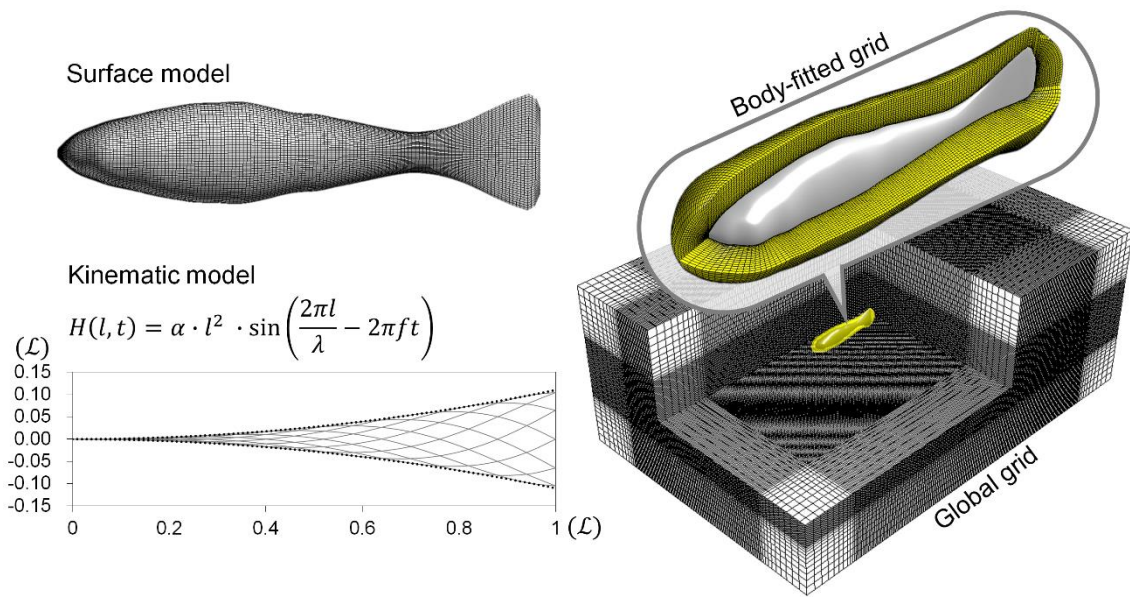 Surface model
Kinematic model
H(l, t) = α · l² · sin(2πl/λ − 2πft)
(ℒ)
0.15
0.10
0.05
0.00
-0.05
-0.10
-0.15
0
0.2
0.4
0.6
0.8
1
(ℒ)
Body-fitted grid
Global grid